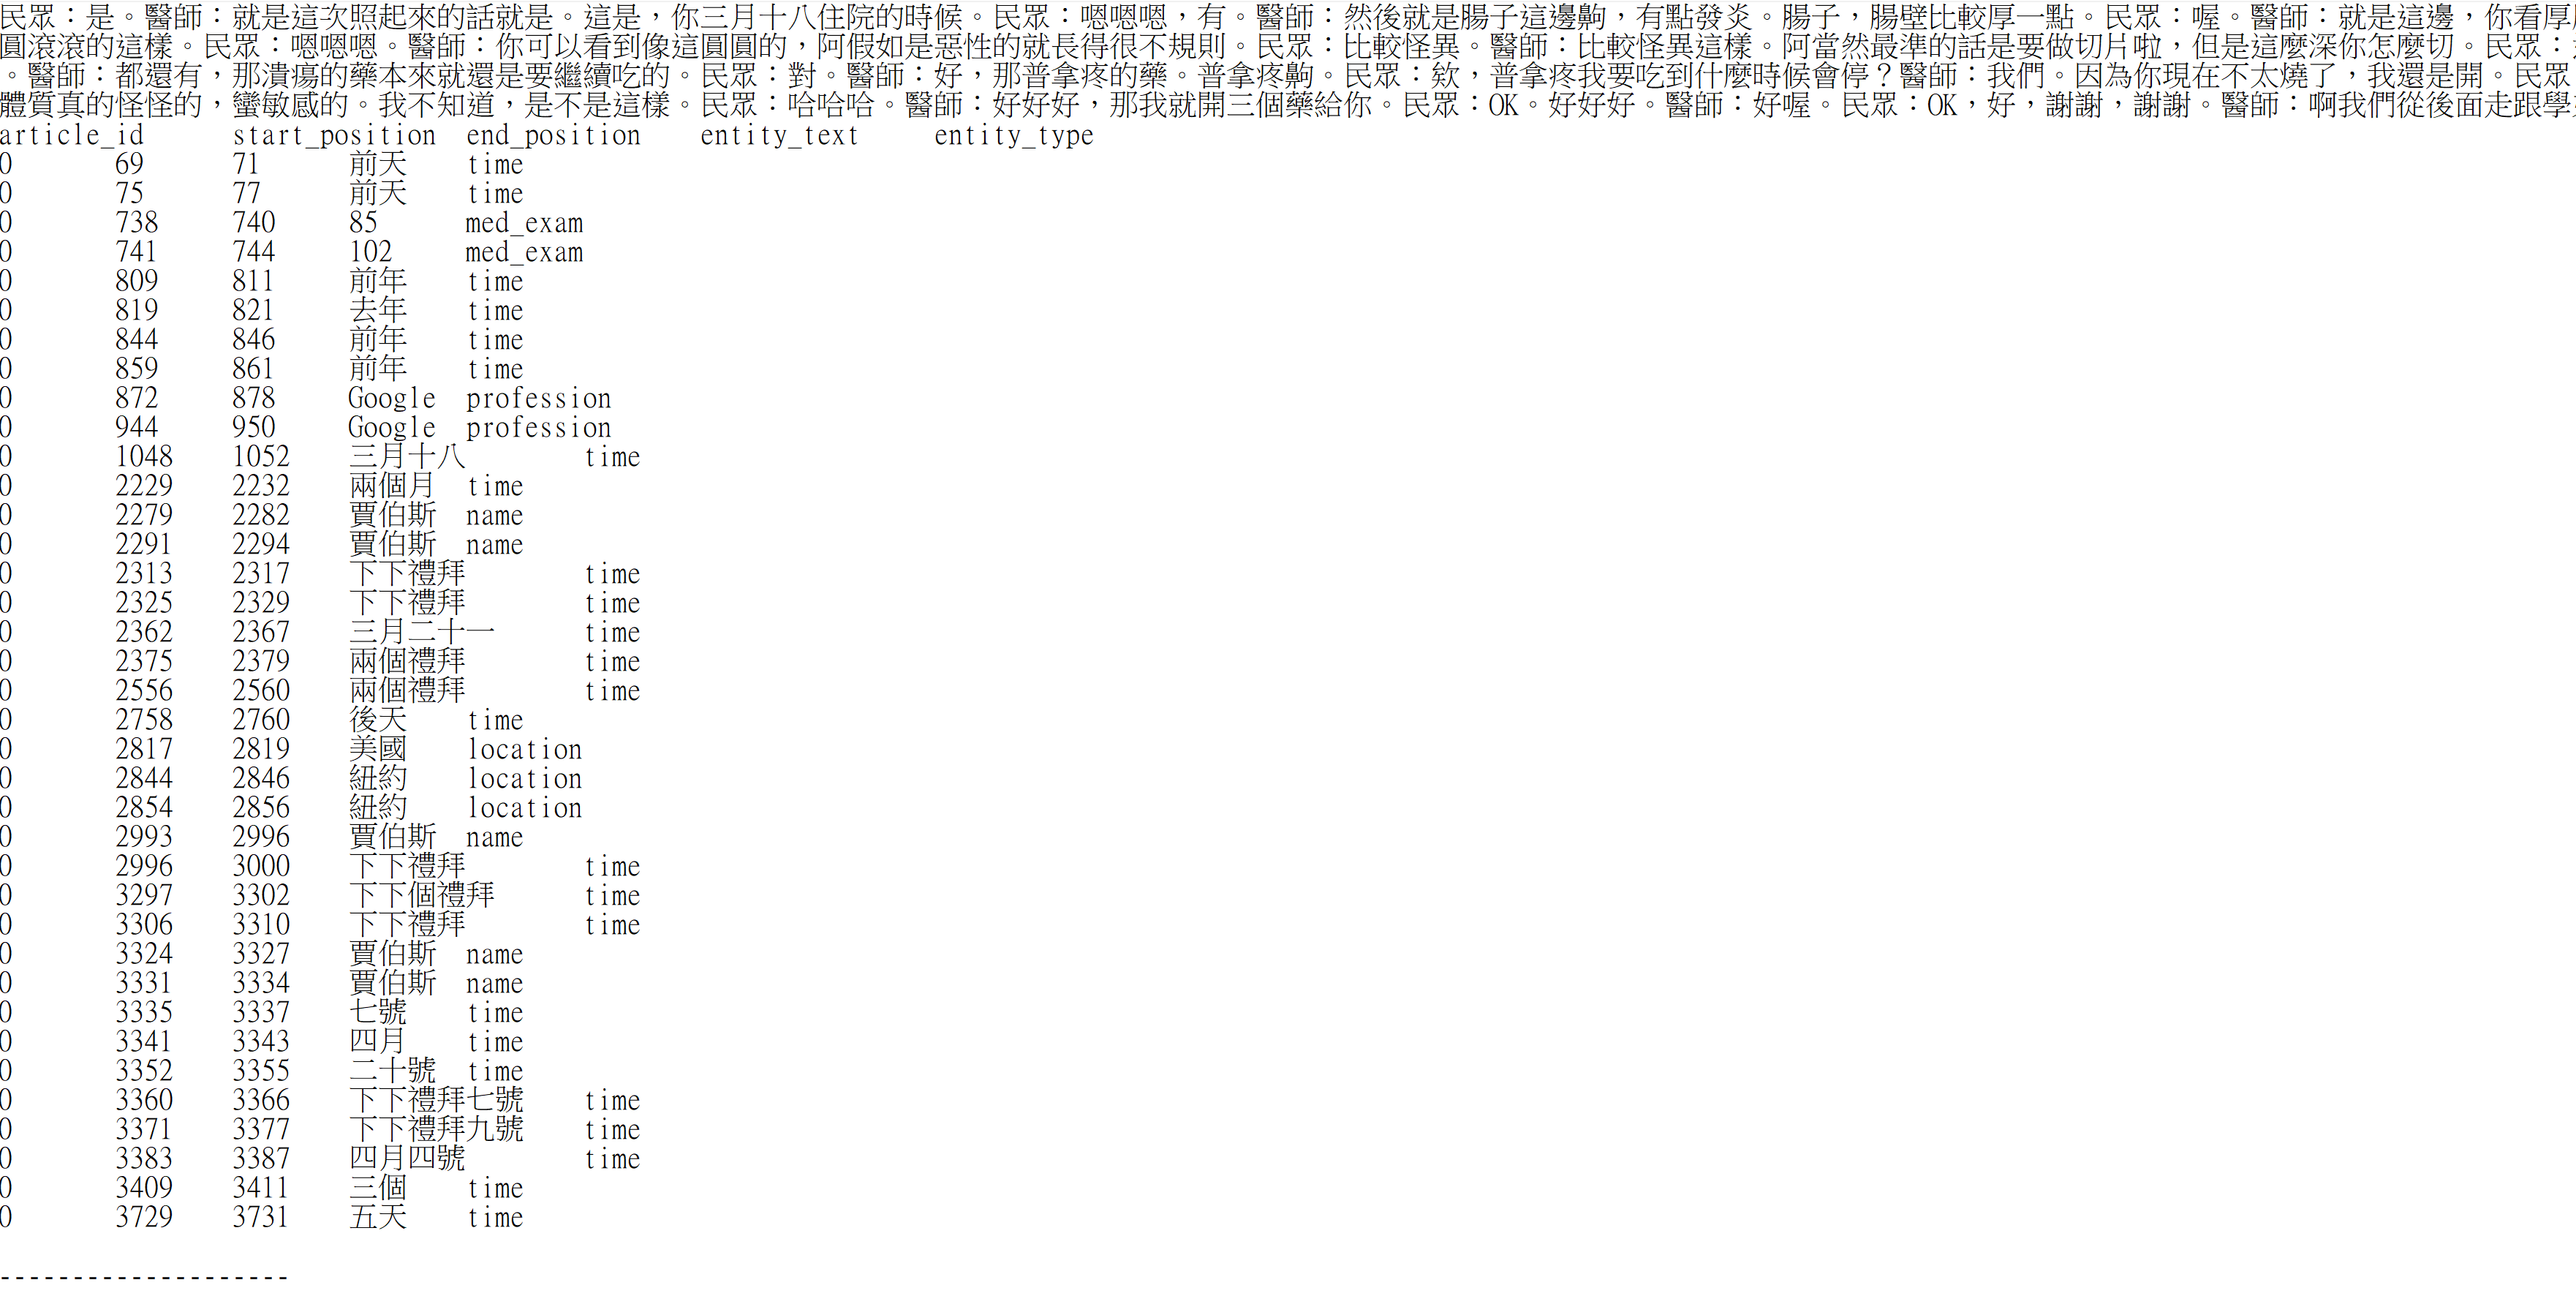 民眾：是。醫師：就是這次照起來的話就是。這是，你三月十八住院的時候。民眾：嗯嗯嗯，有。醫師：然後就是腸子這邊齁，有點發炎。腸子，腸壁比較厚一點。民眾：喔。醫師：就是這邊，你看厚
圓滾滾的這樣。民眾：嗯嗯嗯。醫師：你可以看到像這圓圓的，阿假如是惡性的就長得很不規則。民眾：比較怪異。醫師：比較怪異這樣。阿當然最準的話是要做切片啦，但是這麼深你怎麼切。民眾：
。醫師：都還有，那潰瘍的藥本來就還是要繼續吃的。民眾：對。醫師：好，那普拿疼的藥。普拿疼齁。民眾：欸，普拿疼我要吃到什麼時候會停？醫師：我們。因為你現在不太燒了，我還是開。民眾
體質真的怪怪的，蠻敏感的。我不知道，是不是這樣。民眾：哈哈哈。醫師：好好好，那我就開三個藥給你。民眾：OK。好好好。醫師：好喔。民眾：OK，好，謝謝，謝謝。醫師：啊我們從後面走跟學
article_id	start_position	end_position	entity_text	entity_type
0	69	71	前天	time
0	75	77	前天	time
0	738	740	85	med_exam
0	741	744	102	med_exam
0	809	811	前年	time
0	819	821	去年	time
0	844	846	前年	time
0	859	861	前年	time
0	872	878	Google	profession
0	944	950	Google	profession
0	1048	1052	三月十八	time
0	2229	2232	兩個月	time
0	2279	2282	賈伯斯	name
0	2291	2294	賈伯斯	name
0	2313	2317	下下禮拜	time
0	2325	2329	下下禮拜	time
0	2362	2367	三月二十一	time
0	2375	2379	兩個禮拜	time
0	2556	2560	兩個禮拜	time
0	2758	2760	後天	time
0	2817	2819	美國	location
0	2844	2846	紐約	location
0	2854	2856	紐約	location
0	2993	2996	賈伯斯	name
0	2996	3000	下下禮拜	time
0	3297	3302	下下個禮拜	time
0	3306	3310	下下禮拜	time
0	3324	3327	賈伯斯	name
0	3331	3334	賈伯斯	name
0	3335	3337	七號	time
0	3341	3343	四月	time
0	3352	3355	二十號	time
0	3360	3366	下下禮拜七號	time
0	3371	3377	下下禮拜九號	time
0	3383	3387	四月四號	time
0	3409	3411	三個	time
0	3729	3731	五天	time
--------------------